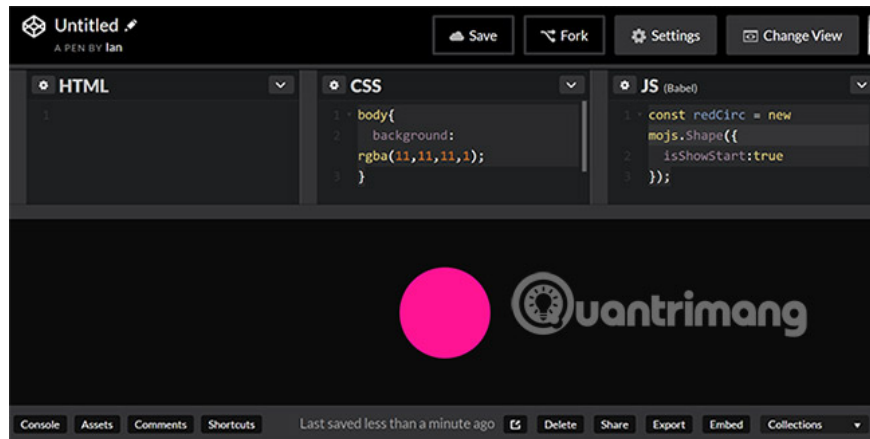 Untitled
A PEN BY Ian
Save
Fork
Settings
Change View
HTML
CSS
JS (Babel)
1
1 body{
2 background:
rgba(11,11,11,1);
3 }
1 const redCirc = new
mojs.Shape({
2 isShowStart:true
3 });
Quantrimang
Console Assets Comments Shortcuts Last saved less than a minute ago Delete Share Export Embed Collections